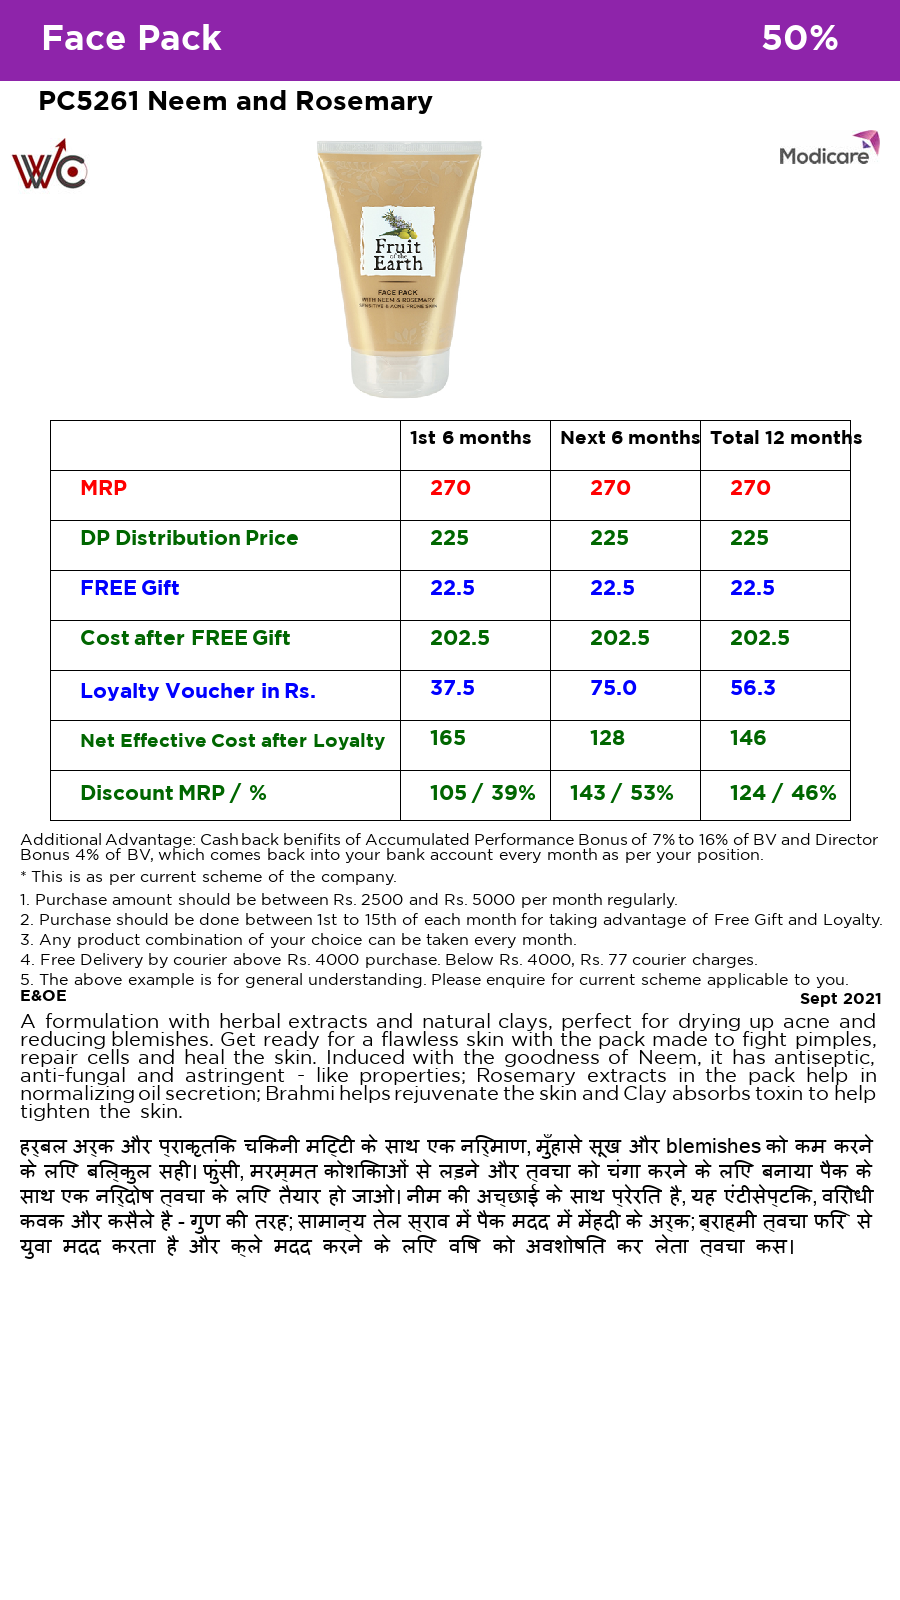 Face Pack 50%
PC5261 Neem and Rosemary
WC
Modicare
Fruit
of the
Earth
FACE PACK
WITH NEEM & ROSEMARY
SENSITIVE & ACNE PRONE SKIN
1st 6 months Next 6 months Total 12 months
MRP 270 270 270
DP Distribution Price 225 225 225
FREE Gift 22.5 22.5 22.5
Cost after FREE Gift 202.5 202.5 202.5
Loyalty Voucher in Rs. 37.5 75.0 56.3
Net Effective Cost after Loyalty 165 128 146
Discount MRP / % 105 / 39% 143 / 53% 124 / 46%
Additional Advantage: Cashback benifits of Accumulated Performance Bonus of 7% to 16% of BV and Director
Bonus 4% of BV, which comes back into your bank account every month as per your position.
* This is as per current scheme of the company.
1. Purchase amount should be between Rs. 2500 and Rs. 5000 per month regularly.
2. Purchase should be done between 1st to 15th of each month for taking advantage of Free Gift and Loyalty.
3. Any product combination of your choice can be taken every month.
4. Free Delivery by courier above Rs. 4000 purchase. Below Rs. 4000, Rs. 77 courier charges.
5. The above example is for general understanding. Please enquire for current scheme applicable to you.
E&OE Sept 2021
A formulation with herbal extracts and natural clays, perfect for drying up acne and
reducing blemishes. Get ready for a flawless skin with the pack made to fight pimples,
repair cells and heal the skin. Induced with the goodness of Neem, it has antiseptic,
anti-fungal and astringent - like properties; Rosemary extracts in the pack help in
normalizing oil secretion; Brahmi helps rejuvenate the skin and Clay absorbs toxin to help
tighten the skin.
हर्बल अर्क और प्राकृतिक चिकनी मिट्टी के साथ एक निर्माण, मुँहासे सूख और blemishes को कम करने
के लिए बिल्कुल सही। फुंसी, मरम्मत कोशिकाओं से लड़ने और त्वचा को चंगा करने के लिए बनाया पैक के
साथ एक निर्दोष त्वचा के लिए तैयार हो जाओ। नीम की अच्छाई के साथ प्रेरित है, यह एंटीसेप्टिक, विरोधी
कवक और कसैले है - गुण की तरह; सामान्य तेल स्राव में पैक मदद में मेंहदी के अर्क; ब्राह्मी त्वचा फिर से
युवा मदद करता है और क्ले मदद करने के लिए विष को अवशोषित कर लेता त्वचा कस।